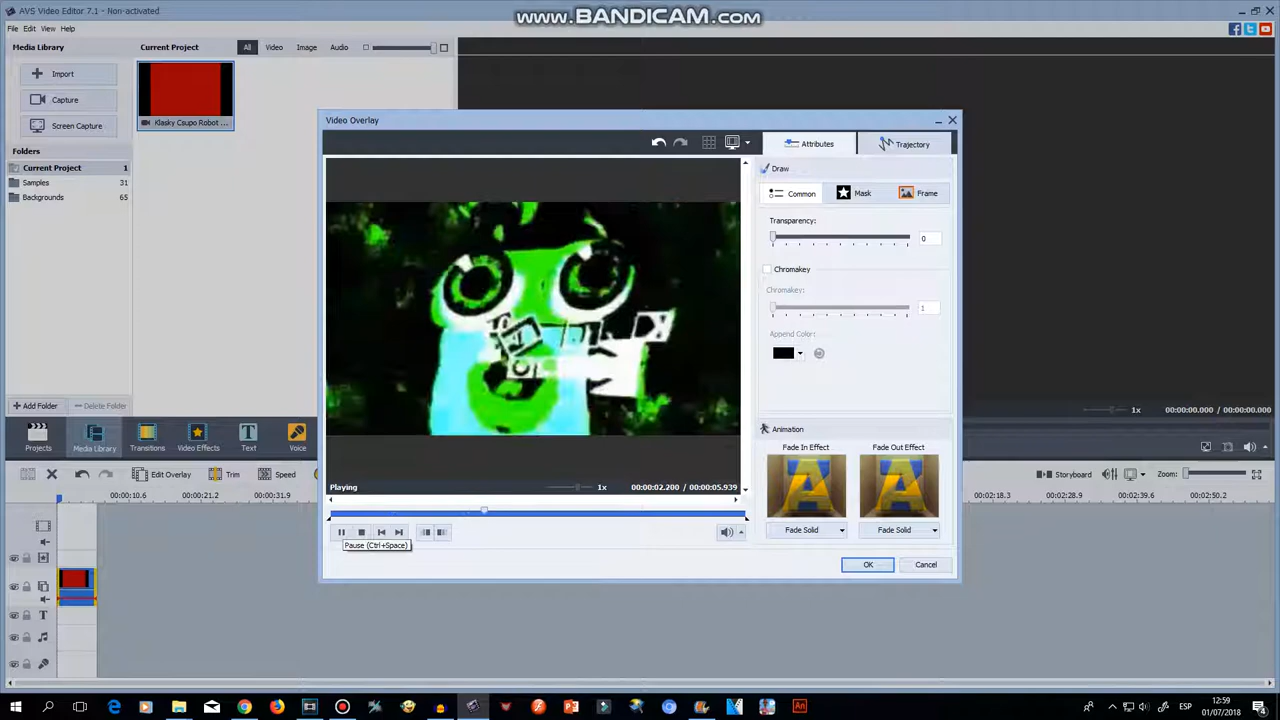 AVS Video Editor 7.1 - Non-activated
www.BANDICAM.com
File Edit View Help
Media Library
Current Project
All Video Image Audio
Import
Capture
Screen Capture
Klasky Csupo Robot ...
Folders
Current Project 1
Samples 31
Backgrounds 65
Video Overlay
Attributes
Trajectory
Draw
Common
Mask
Frame
Transparency:
0
Chromakey
Chromakey:
1
Append Color:
Animation
Fade In Effect
Fade Out Effect
Fade Solid
Fade Solid
Playing
1x
00:00:02.200 / 00:00:05.939
Pause (Ctrl+Space)
OK
Cancel
1x
00:00:00.000 / 00:00:00.000
Add Folder
Delete Folder
Projects
Media Library
Transitions
Video Effects
Text
Voice
Edit Overlay
Trim
Speed
Storyboard
Zoom:
00:00:10.6
00:00:21.2
00:00:31.9
00:02:18.3
00:02:28.9
00:02:39.6
00:02:50.2
ESP
12:59
01/07/2018